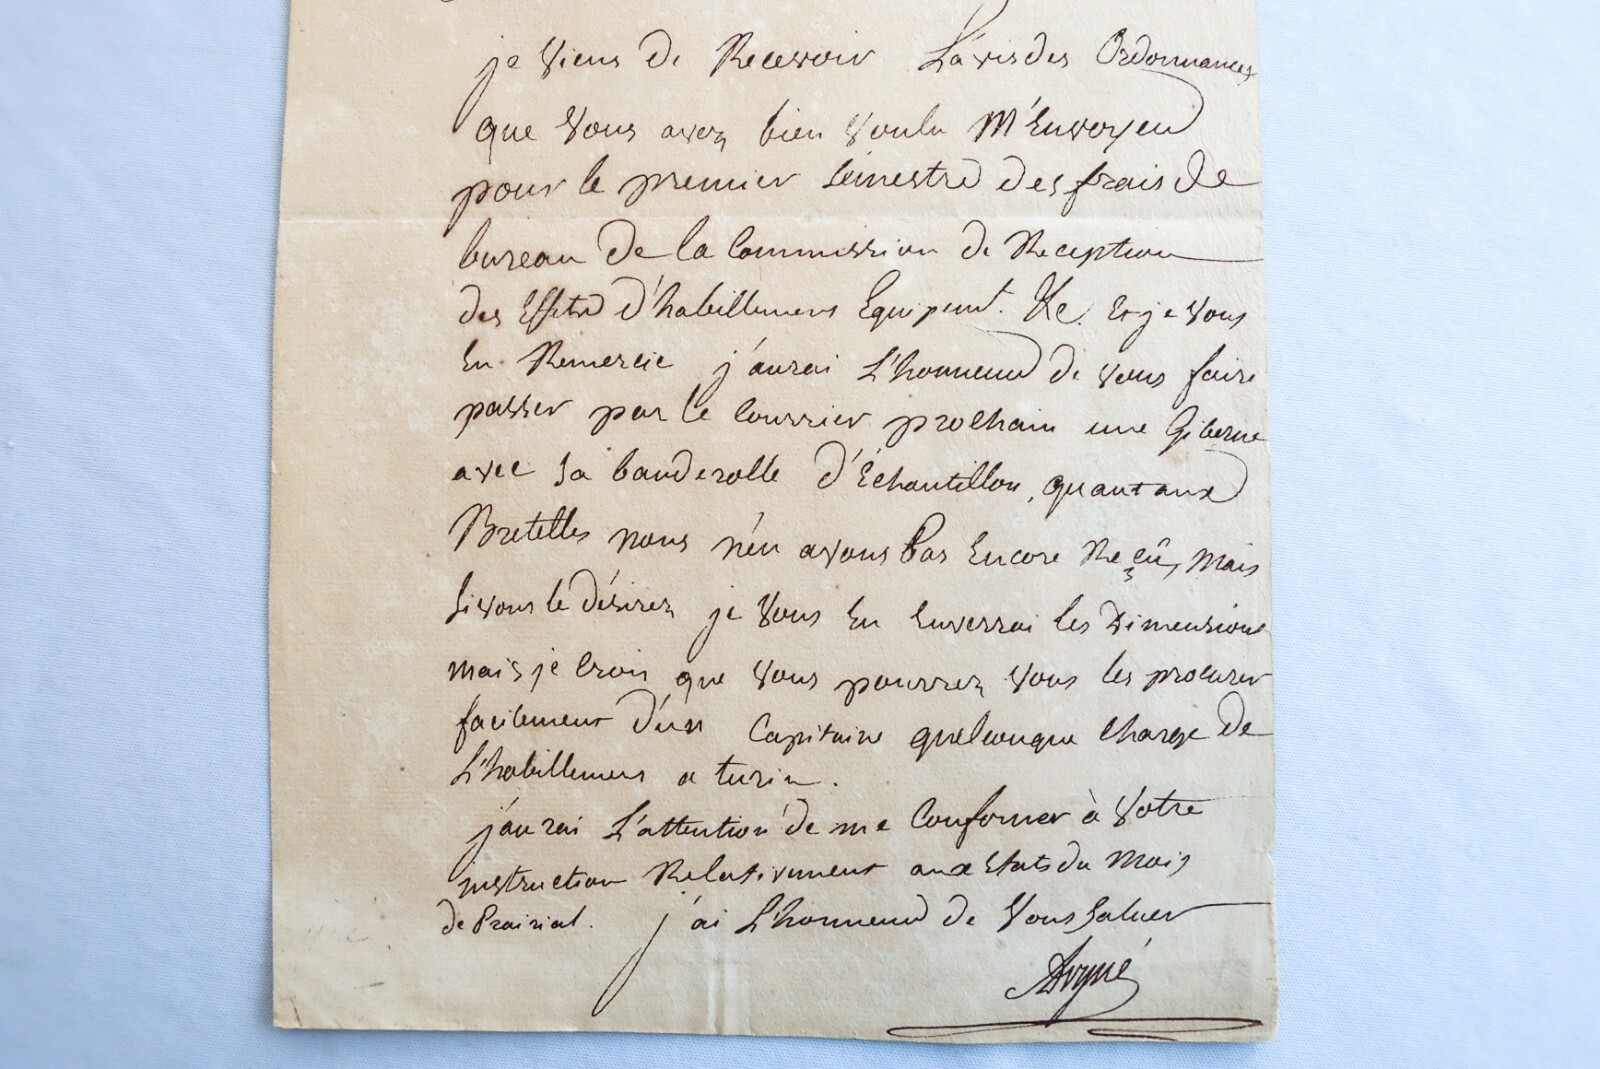 je viens de Recevoir L'avis des Ordonnances
que vous avez bien voulu M'Envoyer
pour le premier semestre des frais de
bureau de la Commission de Reception
des Effets d'habillement Equipemt. &c. Et je vous
En Remercie j'aurai L'honneur de vous faire
passer par le Courrier prochain une Giberne
avec sa banderolle d'Échantillon, quant aux
Bretelles nous n'én avons Pas Encore Reçû, Mais
si vous le désirez je vous En Enverrai les Dimensions
mais je Crois que vous pourrez vous les procurer
facilement d'ún Capitaine quelconque Chargé de
L'habillement a turin.
j'aurai L'attention de me Conformer à Votre
instruction Relativement aux Etats du Mois
de Prairial. j'ai L'honneur de Vous Saluer